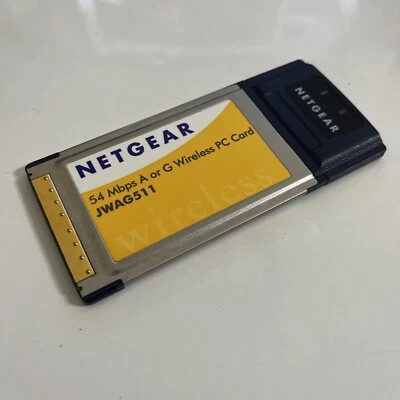 NETGEAR
54 Mbps A or G Wireless PC Card
JWAG511
wireless
NETGEAR